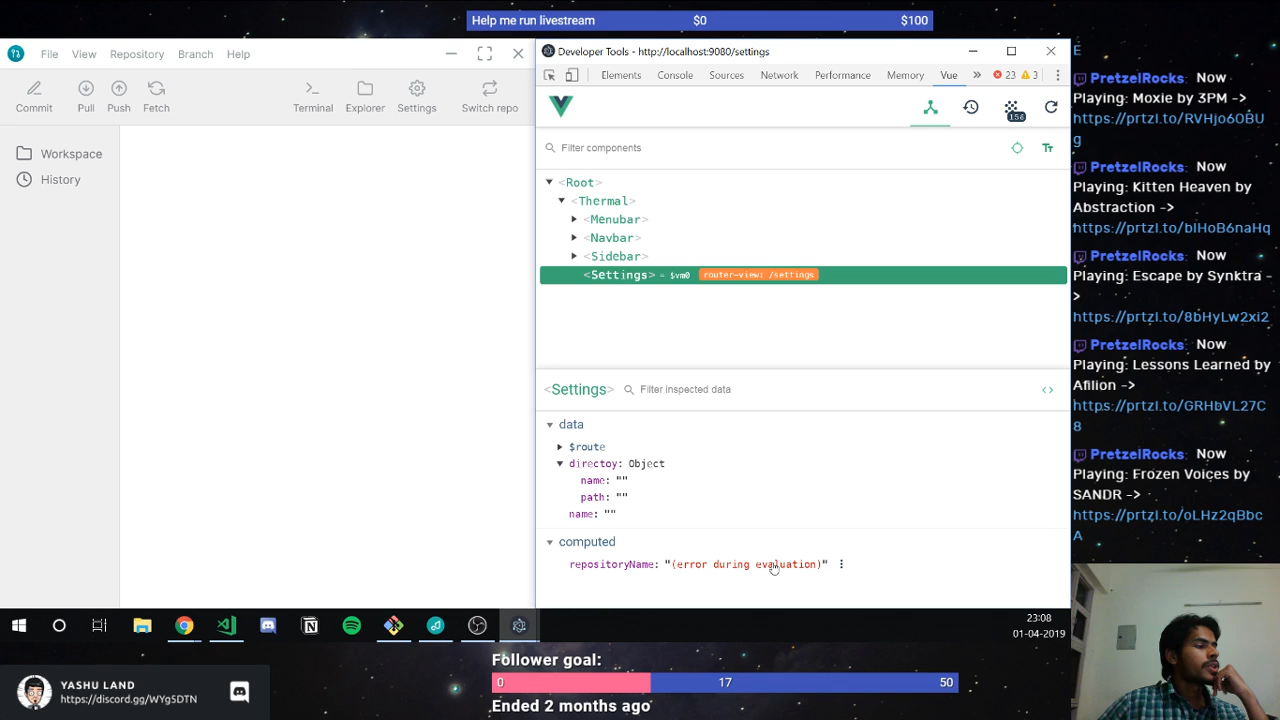 Help me run livestream $0 $100
File View Repository Branch Help
Commit Pull Push Fetch Terminal Explorer Settings Switch repo
Workspace
History
Developer Tools - http://localhost:9080/settings
Elements Console Sources Network Performance Memory Vue » 23 3
156
Filter components
<Root>
<Thermal>
<Menubar>
<Navbar>
<Sidebar>
<Settings> = $vm0 router-view: /settings
<Settings> Filter inspected data
data
$route
directoy: Object
name: ""
path: ""
name: ""
computed
repositoryName: "(error during evaluation)"
E
PretzelRocks: Now
Playing: Moxie by 3PM ->
https://prtzl.to/RVHjo6OBU
g
PretzelRocks: Now
Playing: Kitten Heaven by
Abstraction ->
https://prtzl.to/blHoB6naHq
PretzelRocks: Now
Playing: Escape by Synktra -
>
https://prtzl.to/8bHyLw2xi2
PretzelRocks: Now
Playing: Lessons Learned by
Afilion ->
https://prtzl.to/GRHbVL27C
8
PretzelRocks: Now
Playing: Frozen Voices by
SANDR ->
https://prtzl.to/oLHz2qBbc
A
23:08
01-04-2019
YASHU LAND
https://discord.gg/WYg5DTN
Follower goal:
0 17 50
Ended 2 months ago